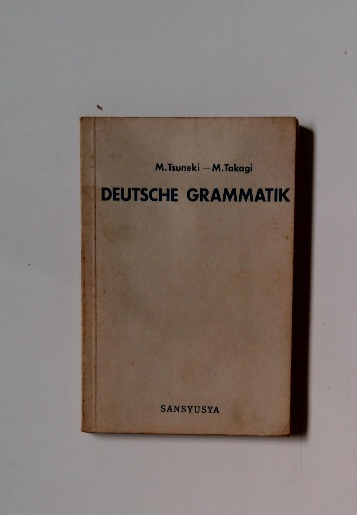 M.Tsuneki – M.Takagi
DEUTSCHE GRAMMATIK
SANSYUSYA